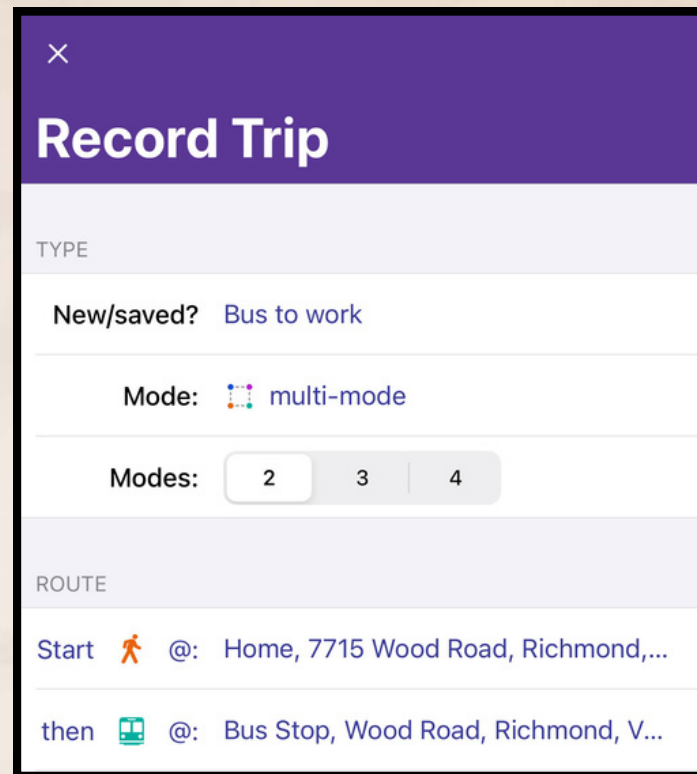 Record Trip
TYPE
New/saved? Bus to work
Mode: multi-mode
Modes: 2 3 4
ROUTE
Start @: Home, 7715 Wood Road, Richmond,...
then @: Bus Stop, Wood Road, Richmond, V...